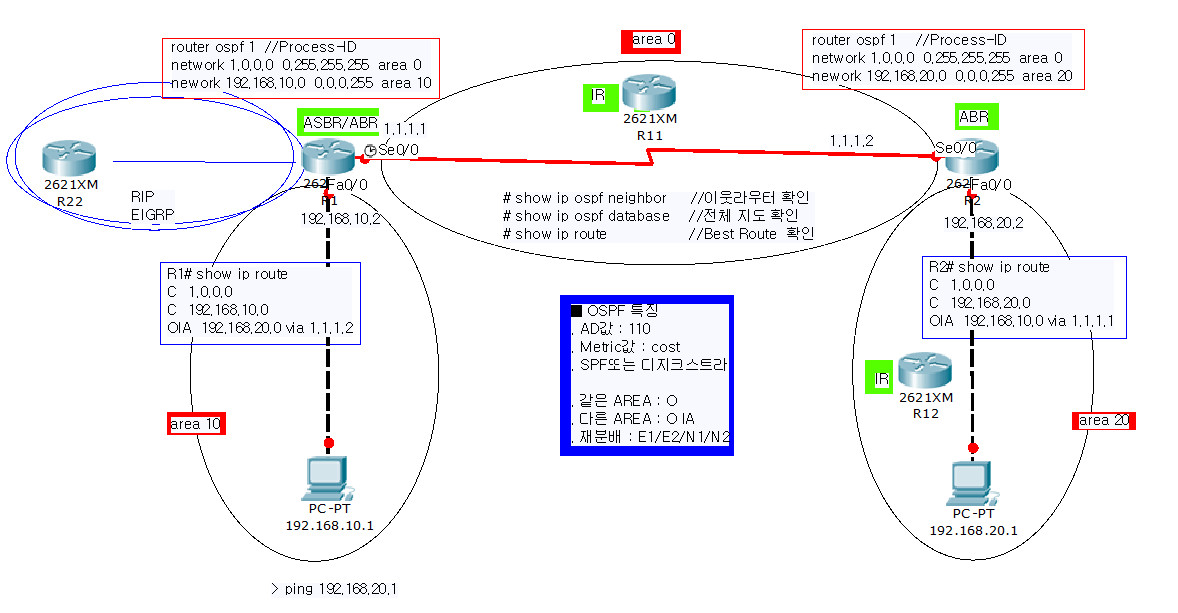 router ospf 1 //Process-ID
network 1,0,0,0 0,255,255,255 area 0
nework 192,168,10,0 0,0,0,255 area 10
area 0
router ospf 1 //Process-ID
network 1,0,0,0 0,255,255,255 area 0
nework 192,168,20,0 0,0,0,255 area 20
IR
2621XM
R11
ASBR/ABR
1,1,1,1
Se0/0
ABR
1,1,1,2
Se0/0
2621XM
R22
RIP
EIGRP
262
Fa0/0
R1
192,168,10,2
262
Fa0/0
R2
192,168,20,2
# show ip ospf neighbor //이웃라우터 확인
# show ip ospf database //전체 지도 확인
# show ip route //Best Route 확인
R1# show ip route
C 1,0,0,0
C 192,168,10,0
OIA 192,168,20,0 via 1,1,1,2
R2# show ip route
C 1,0,0,0
C 192,168,20,0
OIA 192,168,10,0 via 1,1,1,1
■ OSPF 특징
. AD값 : 110
. Metric값 : cost
. SPF또는 디지크스트라
. 같은 AREA : O
. 다른 AREA : O IA
. 재분배 : E1/E2/N1/N2
IR
2621XM
R12
area 10
area 20
PC-PT
192.168.10.1
PC-PT
192.168.20.1
> ping 192,168,20,1